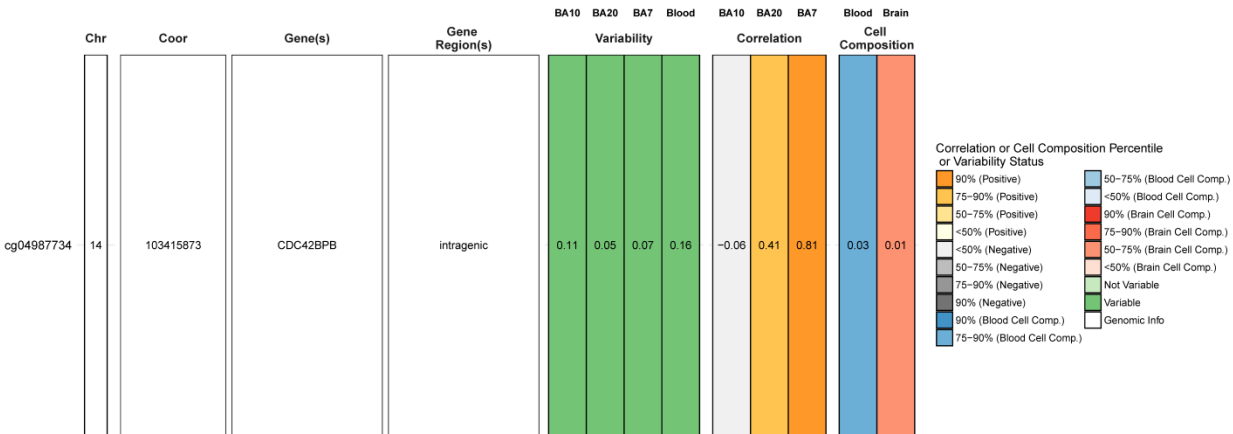 BA10 BA20 BA7 Blood BA10 BA20 BA7 Blood Brain
Chr Coor Gene(s) Gene Region(s) Variability Correlation Cell Composition
cg04987734 14 103415873 CDC42BPB intragenic 0.11 0.05 0.07 0.16 −0.06 0.41 0.81 0.03 0.01
Correlation or Cell Composition Percentile
or Variability Status
90% (Positive) 50−75% (Blood Cell Comp.)
75−90% (Positive) <50% (Blood Cell Comp.)
50−75% (Positive) 90% (Brain Cell Comp.)
<50% (Positive) 75−90% (Brain Cell Comp.)
<50% (Negative) 50−75% (Brain Cell Comp.)
50−75% (Negative) <50% (Brain Cell Comp.)
75−90% (Negative) Not Variable
90% (Negative) Variable
90% (Blood Cell Comp.) Genomic Info
75−90% (Blood Cell Comp.)